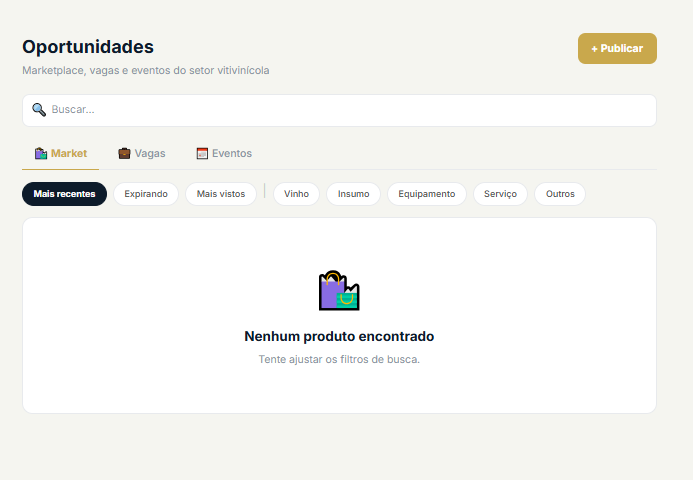 Oportunidades
+ Publicar
Marketplace, vagas e eventos do setor vitivinícola
Buscar...
Market Vagas Eventos
Mais recentes Expirando Mais vistos Vinho Insumo Equipamento Serviço Outros
Nenhum produto encontrado
Tente ajustar os filtros de busca.